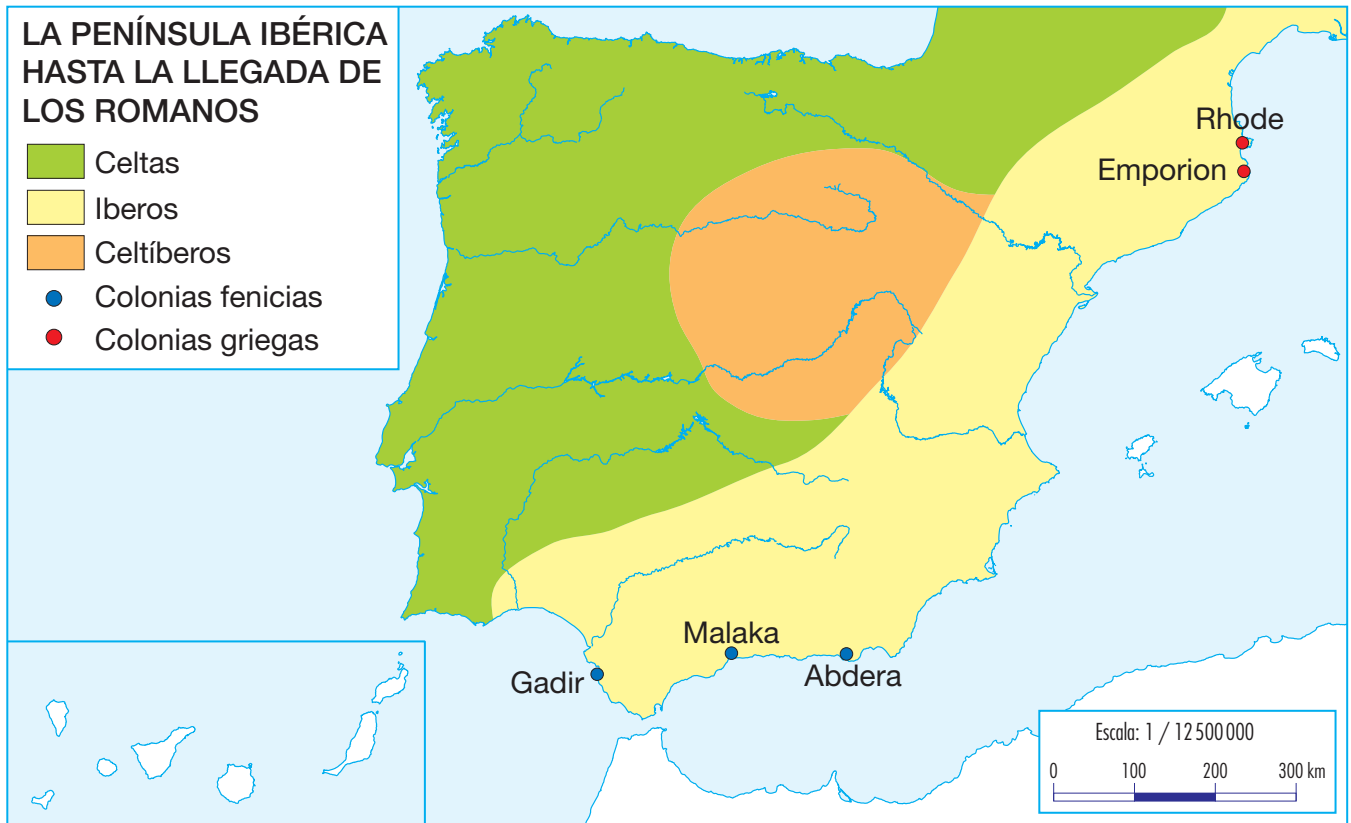 LA PENÍNSULA IBÉRICA
HASTA LA LLEGADA DE
LOS ROMANOS
Celtas
Iberos
Celtíberos
Colonias fenicias
Colonias griegas
Rhode
Emporion
Malaka
Gadir
Abdera
Escala: 1 / 12 500 000
0 100 200 300 km